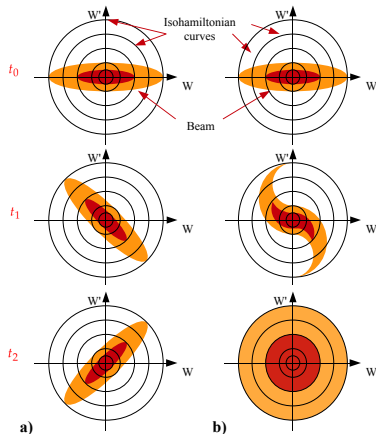 W' Isohamiltonian W'
curves
t0 W W
Beam
W' W'
t1
W W
W' W'
t2
W W
a) b)